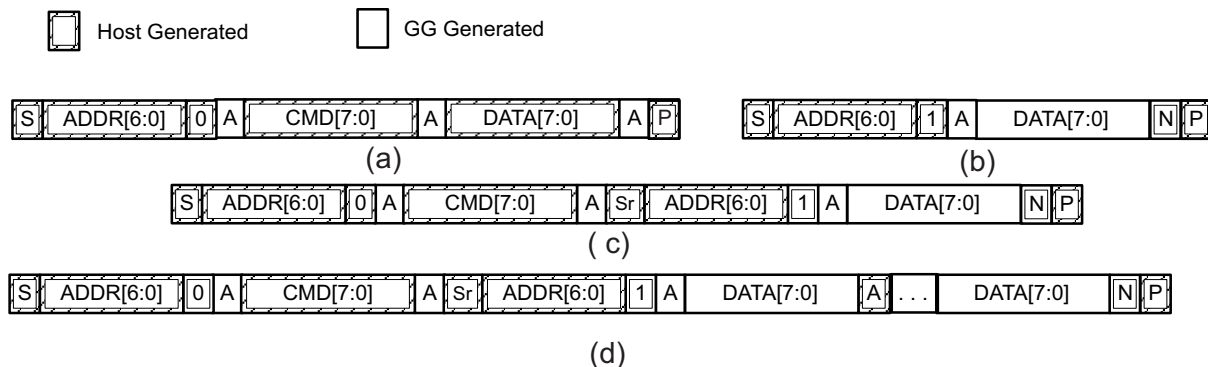 Host Generated GG Generated
S ADDR[6:0] 0 A CMD[7:0] A DATA[7:0] A P S ADDR[6:0] 1 A DATA[7:0] N P
(a) (b)
S ADDR[6:0] 0 A CMD[7:0] A Sr ADDR[6:0] 1 A DATA[7:0] N P
( c)
S ADDR[6:0] 0 A CMD[7:0] A Sr ADDR[6:0] 1 A DATA[7:0] A . . . DATA[7:0] N P
(d)